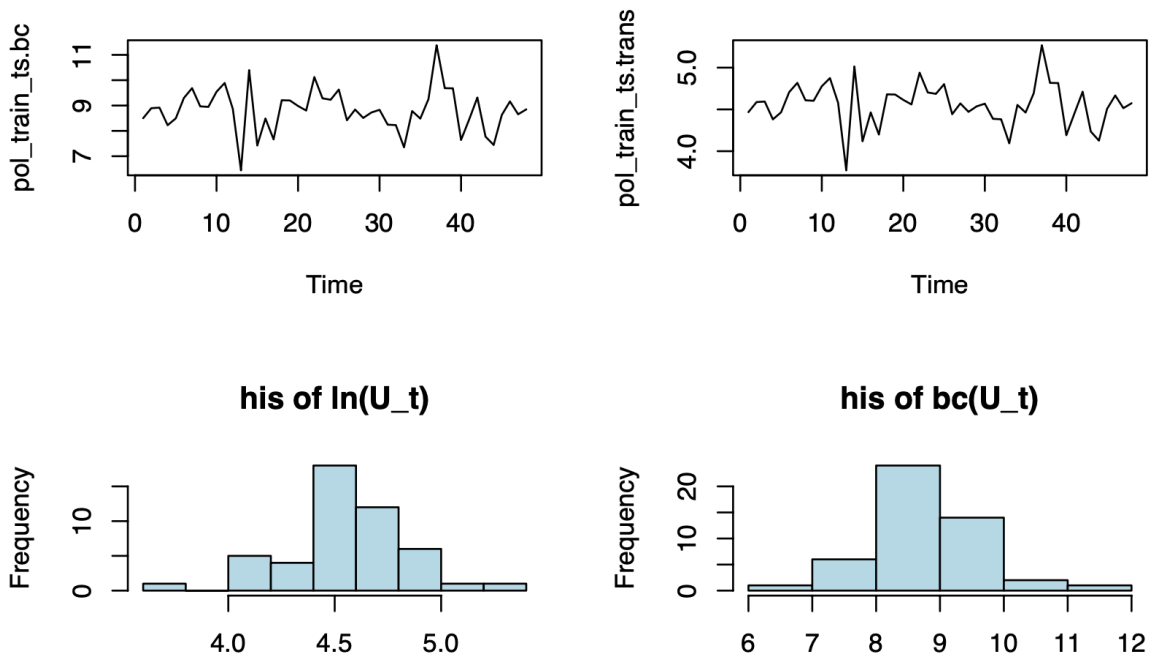 pol_train_ts.bc
11
9
7
0 10 20 30 40
Time
pol_train_ts.trans
5.0
4.0
0 10 20 30 40
Time
his of ln(U_t)
Frequency
10
0
4.0 4.5 5.0
his of bc(U_t)
Frequency
20
10
0
6 7 8 9 10 11 12